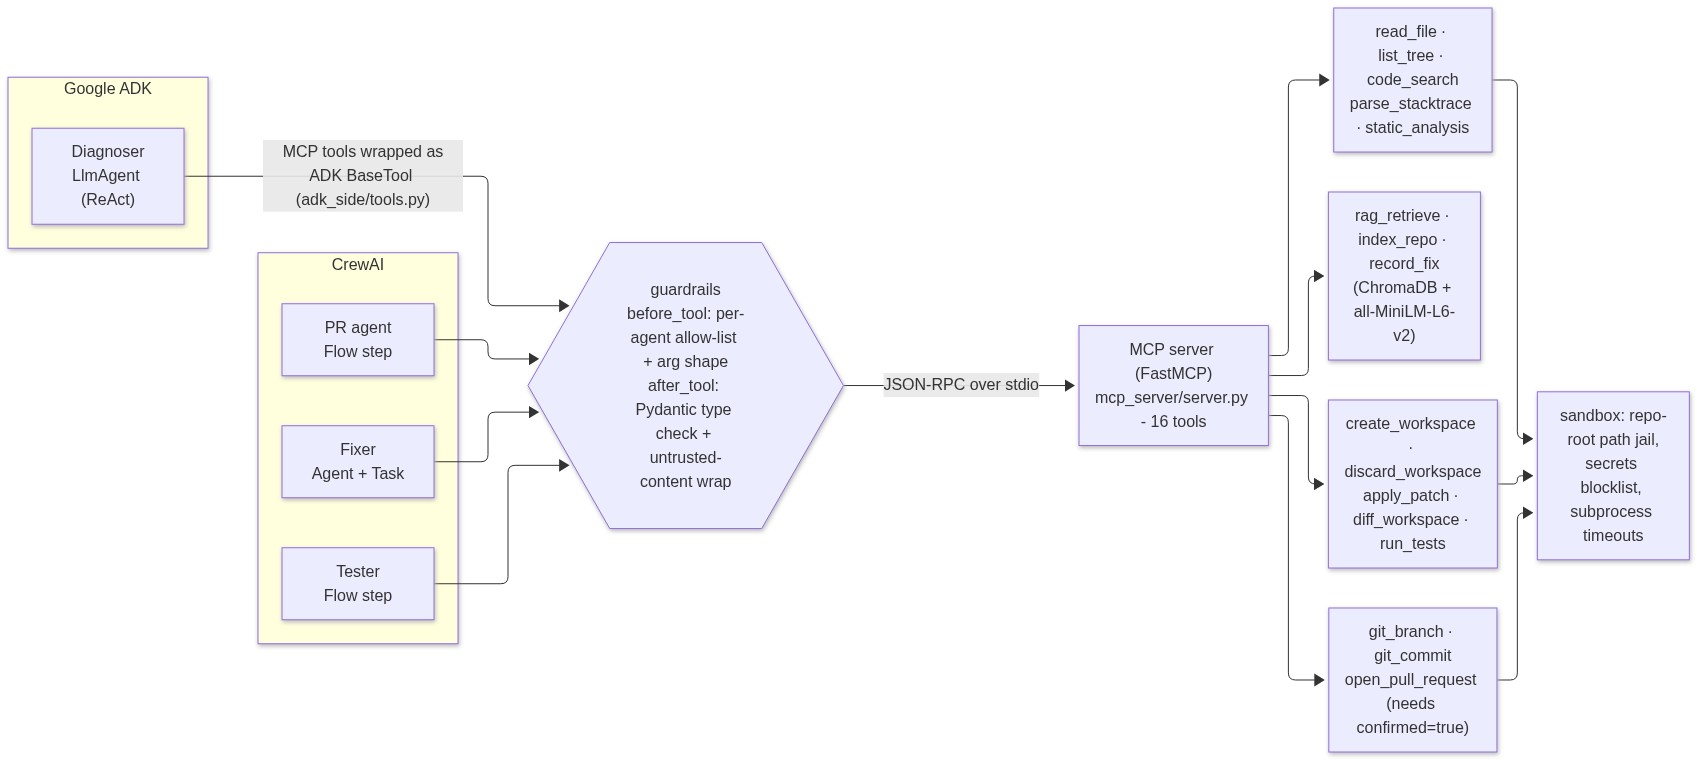 Google ADK
Diagnoser
LlmAgent
(ReAct)
MCP tools wrapped as
ADK BaseTool
(adk_side/tools.py)
CrewAI
PR agent
Flow step
Fixer
Agent + Task
Tester
Flow step
guardrails
before_tool: per-
agent allow-list
+ arg shape
after_tool:
Pydantic type
check +
untrusted-
content wrap
JSON-RPC over stdio
MCP server
(FastMCP)
mcp_server/server.py
- 16 tools
read_file ·
list_tree ·
code_search
parse_stacktrace
· static_analysis
rag_retrieve ·
index_repo ·
record_fix
(ChromaDB +
all-MiniLM-L6-
v2)
create_workspace
·
discard_workspace
apply_patch ·
diff_workspace ·
run_tests
git_branch ·
git_commit
open_pull_request
(needs
confirmed=true)
sandbox: repo-
root path jail,
secrets
blocklist,
subprocess
timeouts